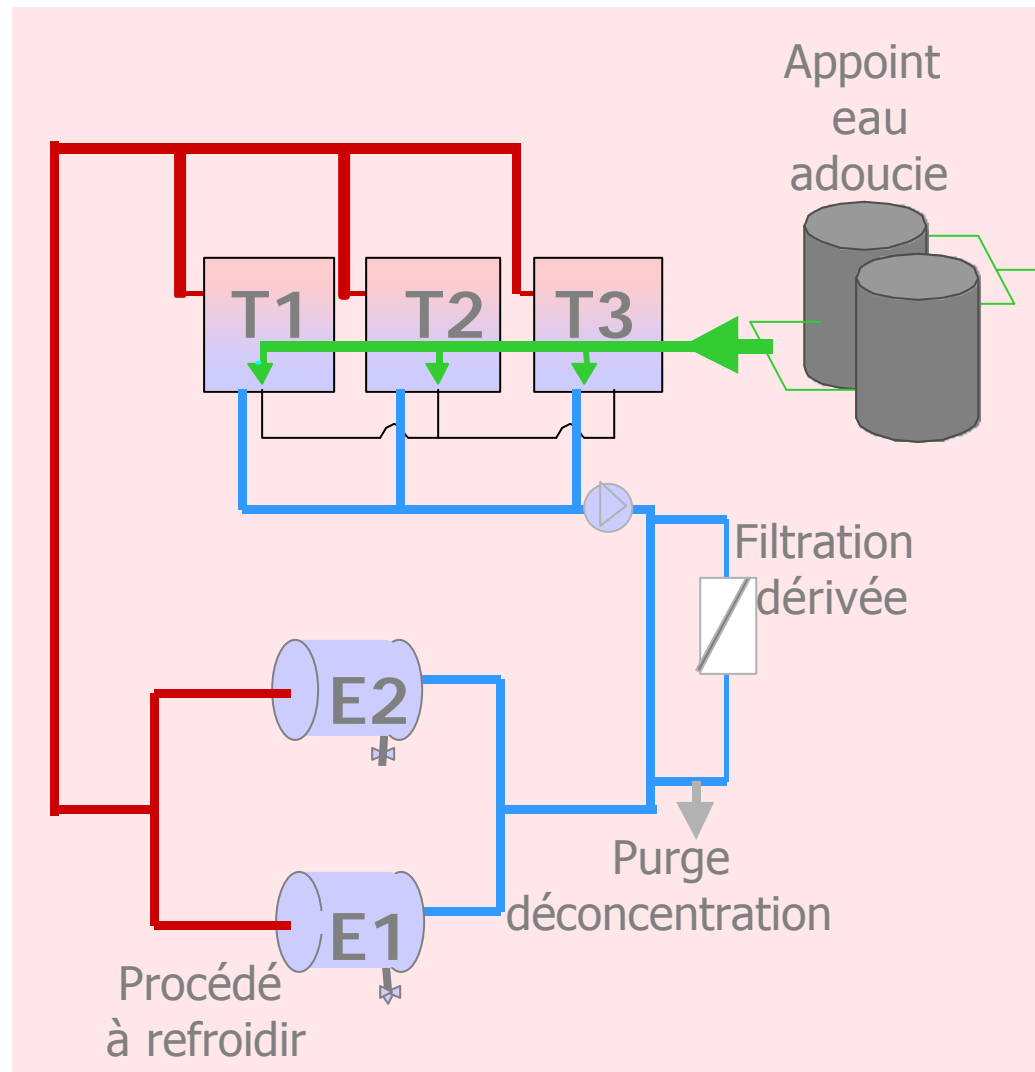 Appoint
eau
adoucie
T1
T2
T3
Filtration
dérivée
E2
Purge
déconcentration
E1
Procédé
à refroidir